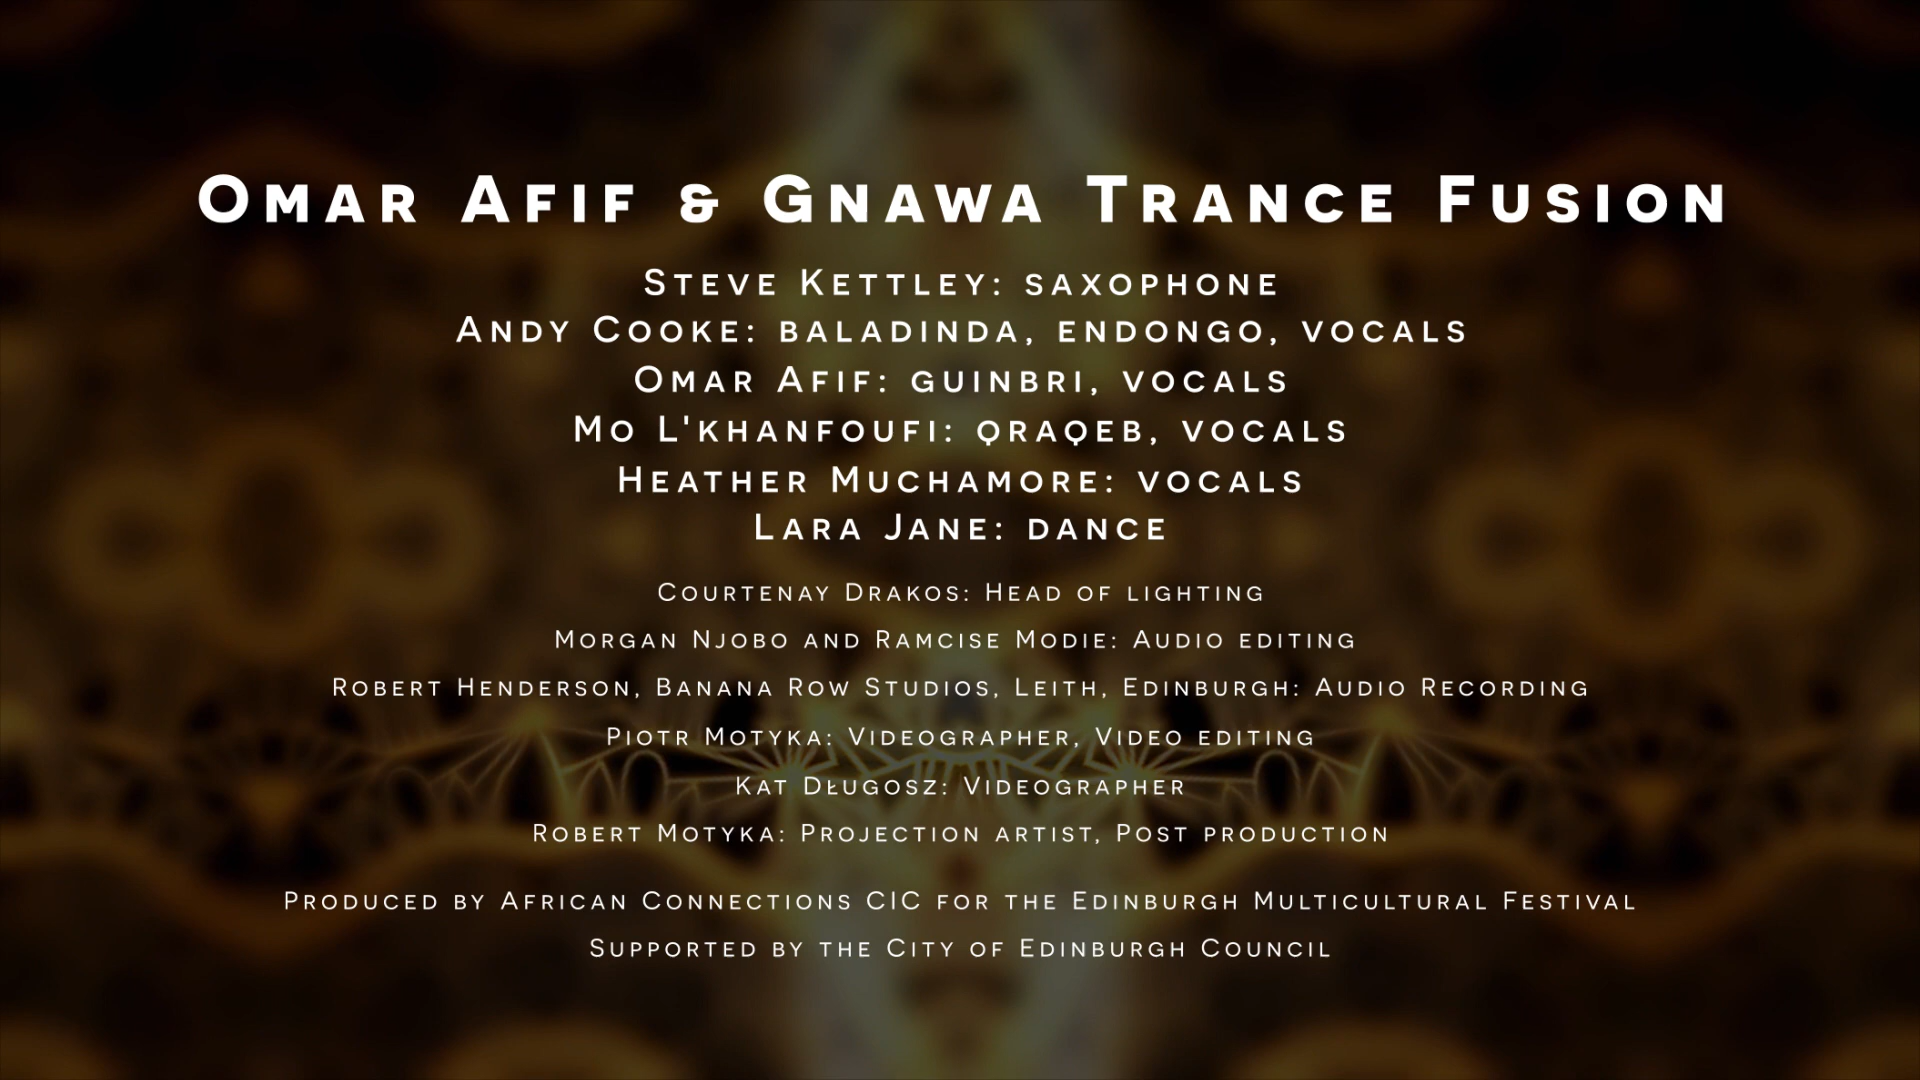 Omar Afif & Gnawa Trance Fusion
Steve Kettley: saxophone
Andy Cooke: baladinda, endongo, vocals
Omar Afif: guinbri, vocals
Mo L'khanfoufi: qraqeb, vocals
Heather Muchamore: vocals
Lara Jane: dance
Courtenay Drakos: Head of lighting
Morgan Njobo and Ramcise Modie: Audio editing
Robert Henderson, Banana Row Studios, Leith, Edinburgh: Audio Recording
Piotr Motyka: Videographer, Video editing
Kat Długosz: Videographer
Robert Motyka: Projection artist, Post production
Produced by African Connections CIC for the Edinburgh Multicultural Festival
Supported by the City of Edinburgh Council